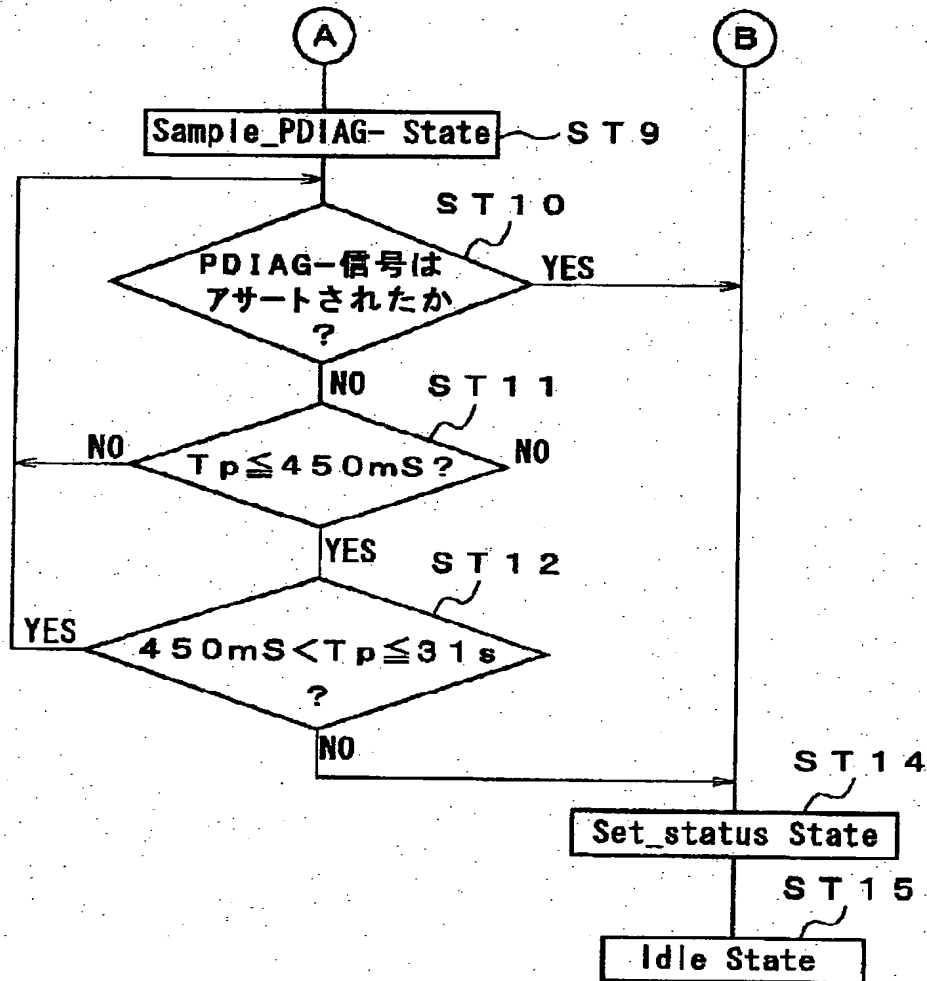 A
B
Sample_PDIAG- State
ST9
ST10
PDIAG-信号は
アサートされたか
?
YES
NO
ST11
NO
Tp≦450mS?
NO
YES
ST12
YES
450mS<Tp≦31s
?
NO
ST14
Set_status State
ST15
Idle State